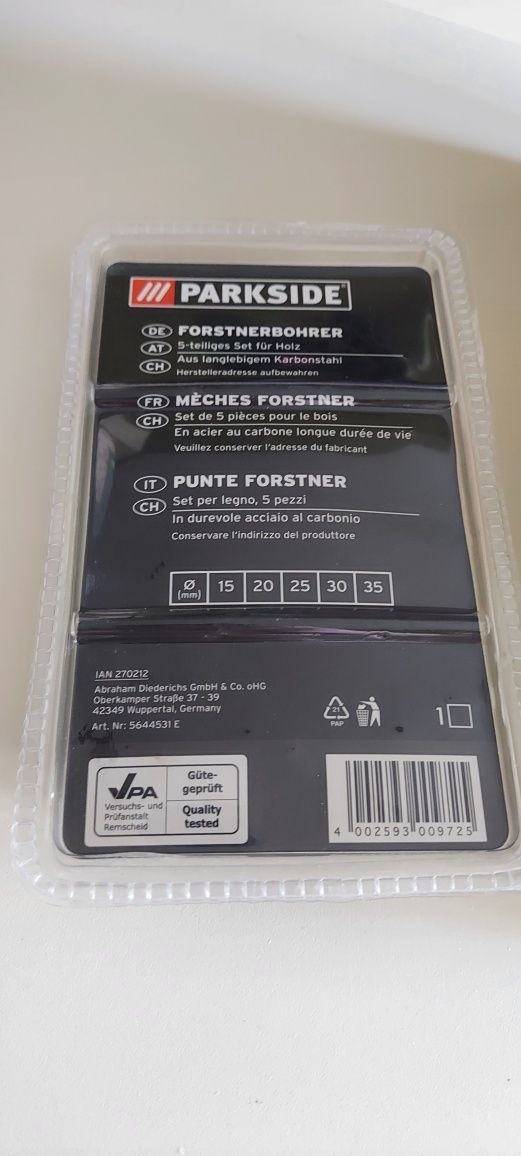 PARKSIDE®
DE FORSTNERBOHRER
AT 5-teiliges Set für Holz
CH Aus langlebigem Karbonstahl
Herstelleradresse aufbewahren
FR MÈCHES FORSTNER
CH Set de 5 pièces pour le bois
En acier au carbone longue durée de vie
Veuillez conserver l'adresse du fabricant
IT PUNTE FORSTNER
CH Set per legno, 5 pezzi
In durevole acciaio al carbonio
Conservare l'indirizzo del produttore
Ø (mm) 15 20 25 30 35
IAN 270212
Abraham Diederichs GmbH & Co. oHG
Oberkamper Straße 37 - 39
42349 Wuppertal, Germany
Art. Nr: 5644531 E
21
PAP
1
VPA
Versuchs- und
Prüfanstalt
Remscheid
Güte-
geprüft
Quality
tested
4 002593 009725